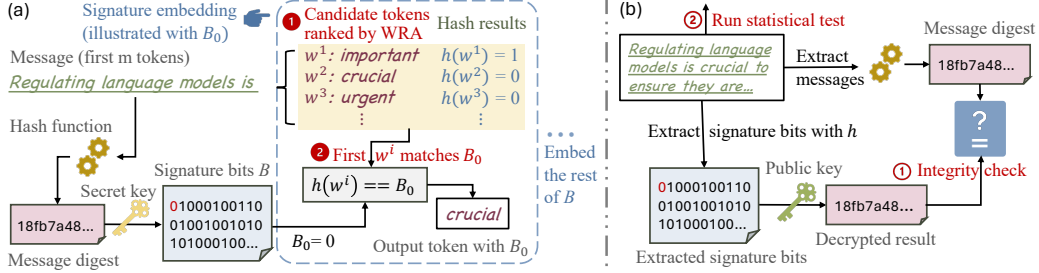 (a)
Signature embedding
(illustrated with B₀)
Message (first m tokens)
Regulating language models is
Hash function
Secret key
18fb7a48...
Message digest
Signature bits B
01000100110
01001001010
101000100...
B₀= 0
1 Candidate tokens
ranked by WRA
Hash results
w¹: important h(w¹) = 1
w²: crucial h(w²) = 0
w³: urgent h(w³) = 0
⋮ ⋮
2 First wⁱ matches B₀
h(wⁱ) == B₀
crucial
Output token with B₀
...
Embed
the rest
of B
(b)
② Run statistical test
Regulating language
models is crucial to
ensure they are...
Extract
messages
Message digest
18fb7a48...
?
=
Extract signature bits with h
Public key
① Integrity check
01000100110
01001001010
101000100...
18fb7a48...
Extracted signature bits
Decrypted result